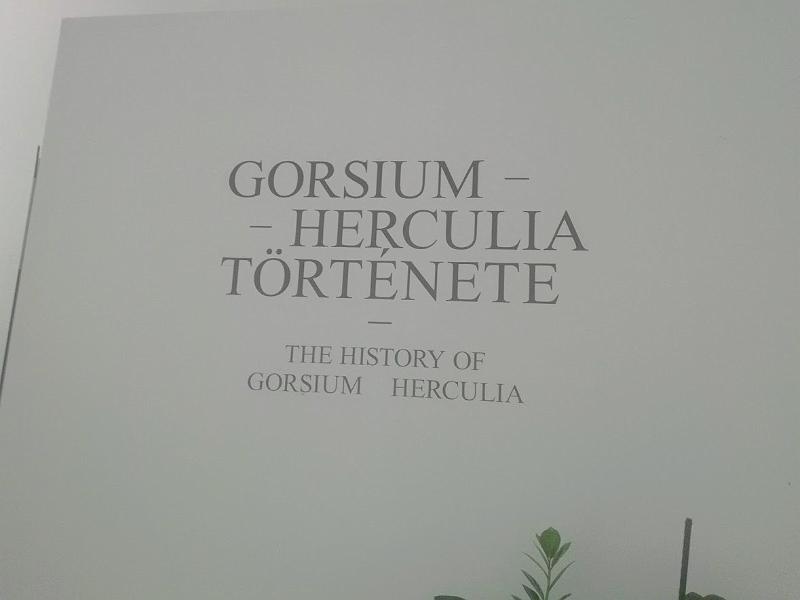 GORSIUM –
– HERCULIA
TÖRTÉNETE
–
THE HISTORY OF
GORSIUM HERCULIA